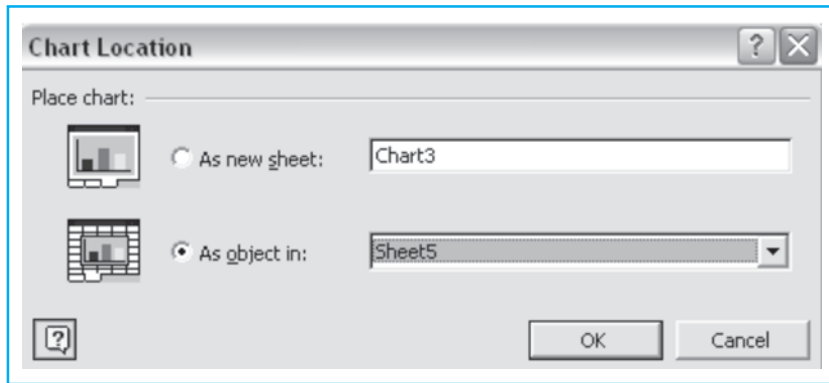 Chart Location
Place chart:
As new sheet: Chart3
As object in: Sheet5
OK Cancel